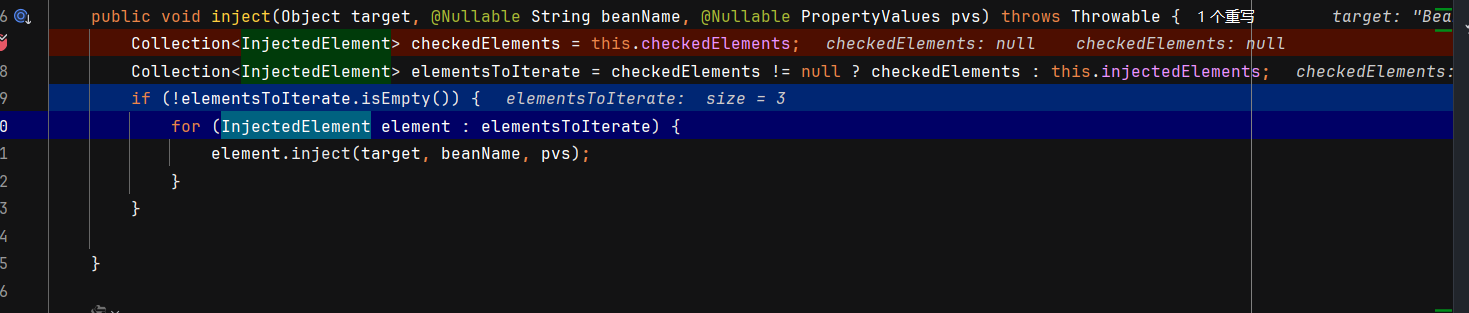 6 public void inject(Object target, @Nullable String beanName, @Nullable PropertyValues pvs) throws Throwable { 1 个重写 target: "Bea
Collection<InjectedElement> checkedElements = this.checkedElements; checkedElements: null checkedElements: null
8 Collection<InjectedElement> elementsToIterate = checkedElements != null ? checkedElements : this.injectedElements; checkedElements:
9 if (!elementsToIterate.isEmpty()) { elementsToIterate: size = 3
0 for (InjectedElement element : elementsToIterate) {
1 element.inject(target, beanName, pvs);
2 }
3 }
4
5 }
6